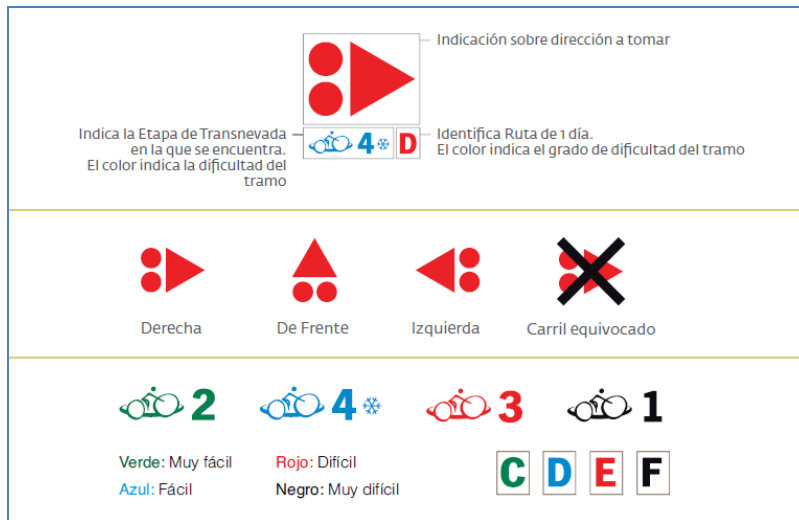 Indicación sobre dirección a tomar
Indica la Etapa de Transnevada
en la que se encuentra.
El color indica la dificultad del
tramo
4 D
Identifica Ruta de 1 día.
El color indica el grado de dificultad del tramo
Derecha
De Frente
Izquierda
Carril equivocado
2
4
3
1
Verde: Muy fácil
Rojo: Difícil
Azul: Fácil
Negro: Muy difícil
C D E F